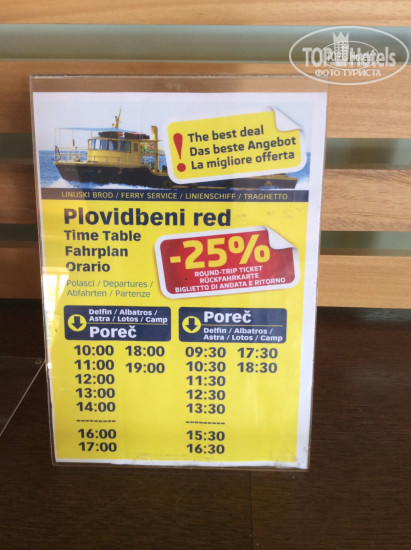 TOP Hotels
ФОТО ТУРИСТА
The best deal
Das beste Angebot
La migliore offerta
LINIJSKI BROD / FERRY SERVICE / LINIENSCHIFF / TRAGHETTO
Plovidbeni red
Time Table
Fahrplan
Orario
Polasci / Departures /
Abfahrten / Partenze
-25%
ROUND-TRIP TICKET
RÜCKFAHRKARTE
BIGLIETTO DI ANDATA E RITORNO
Delfin / Albatros /
Astra / Lotos / Camp
Poreč
10:00 18:00
11:00 19:00
12:00
13:00
14:00
---------
16:00
17:00
Poreč
Delfin / Albatros /
Astra / Lotos / Camp
09:30 17:30
10:30 18:30
11:30
12:30
13:30
---------
15:30
16:30